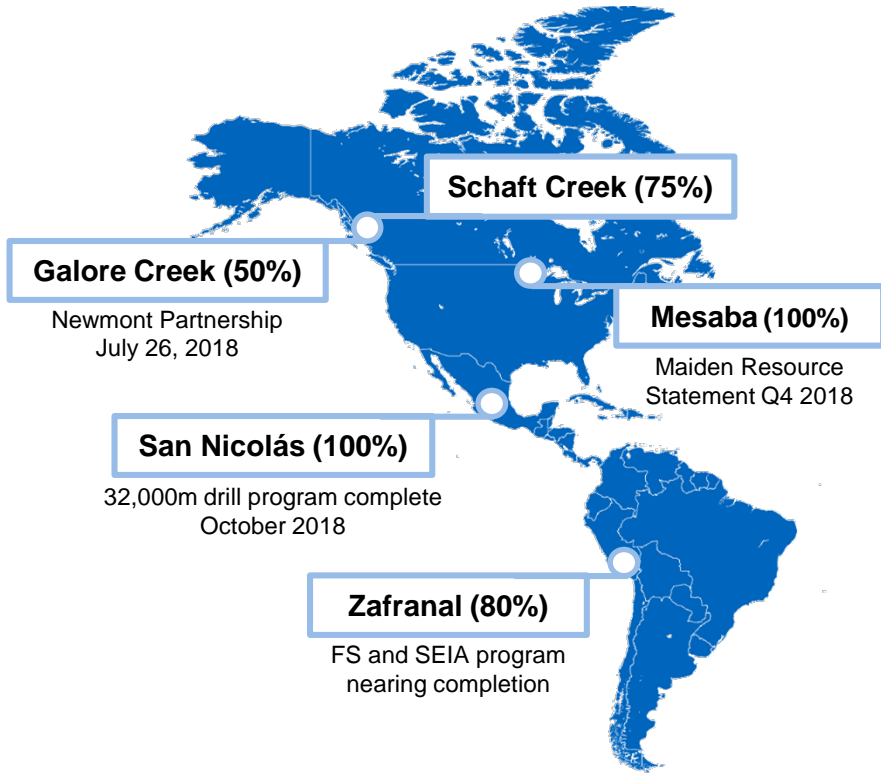 Schaft Creek (75%)
Galore Creek (50%)
Newmont Partnership
July 26, 2018
Mesaba (100%)
Maiden Resource
Statement Q4 2018
San Nicolás (100%)
32,000m drill program complete
October 2018
Zafranal (80%)
FS and SEIA program
nearing completion